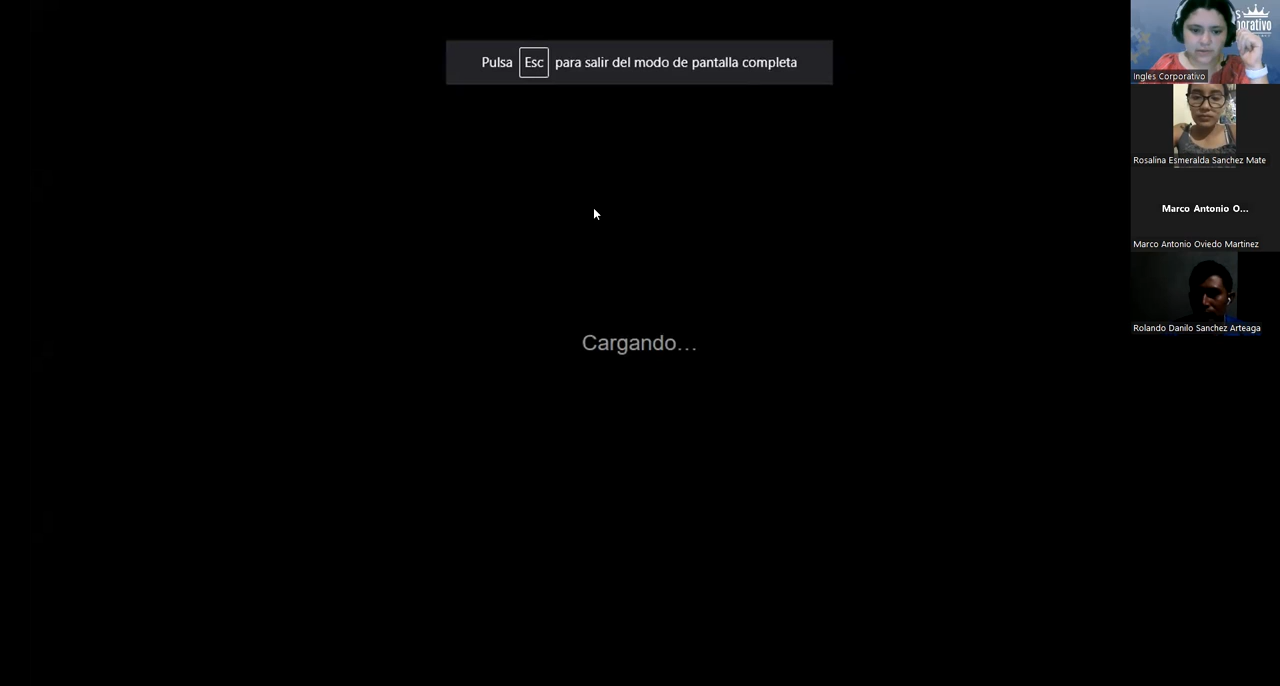 Pulsa Esc para salir del modo de pantalla completa
Cargando...
Ingles Corporativo
Rosalina Esmeralda Sanchez Mate
Marco Antonio O...
Marco Antonio Oviedo Martinez
Rolando Danilo Sanchez Arteaga